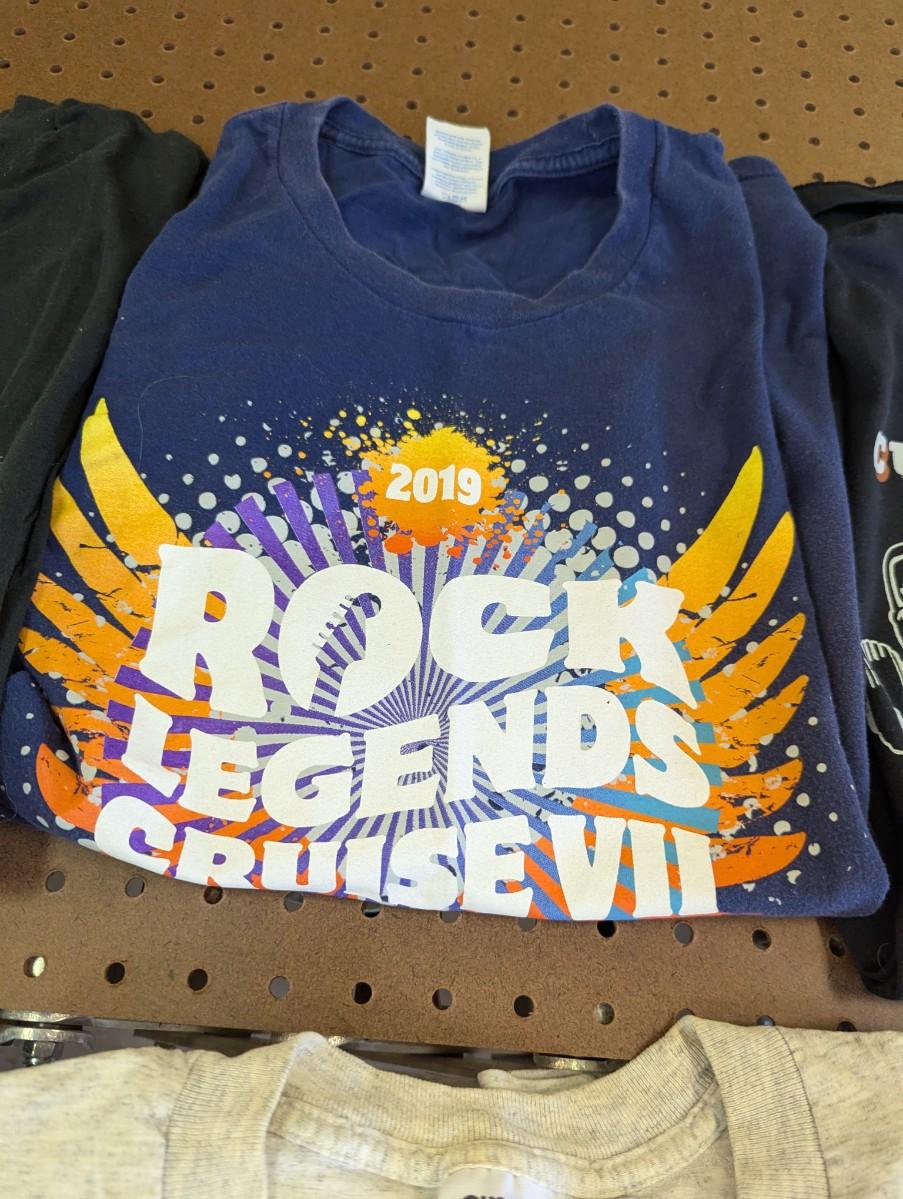 2019
ROCK
LEGENDS
CRUISE VII